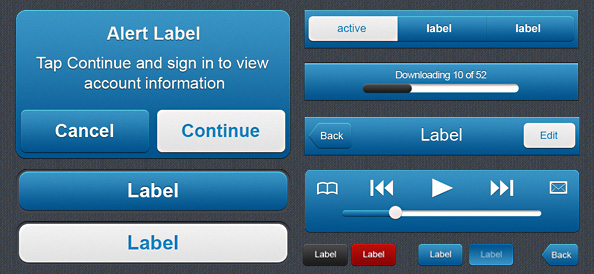 Alert Label
Tap Continue and sign in to view
account information
Cancel
Continue
Label
Label
active
label
label
Downloading 10 of 52
Back
Label
Edit
Label
Label
Label
Label
Back